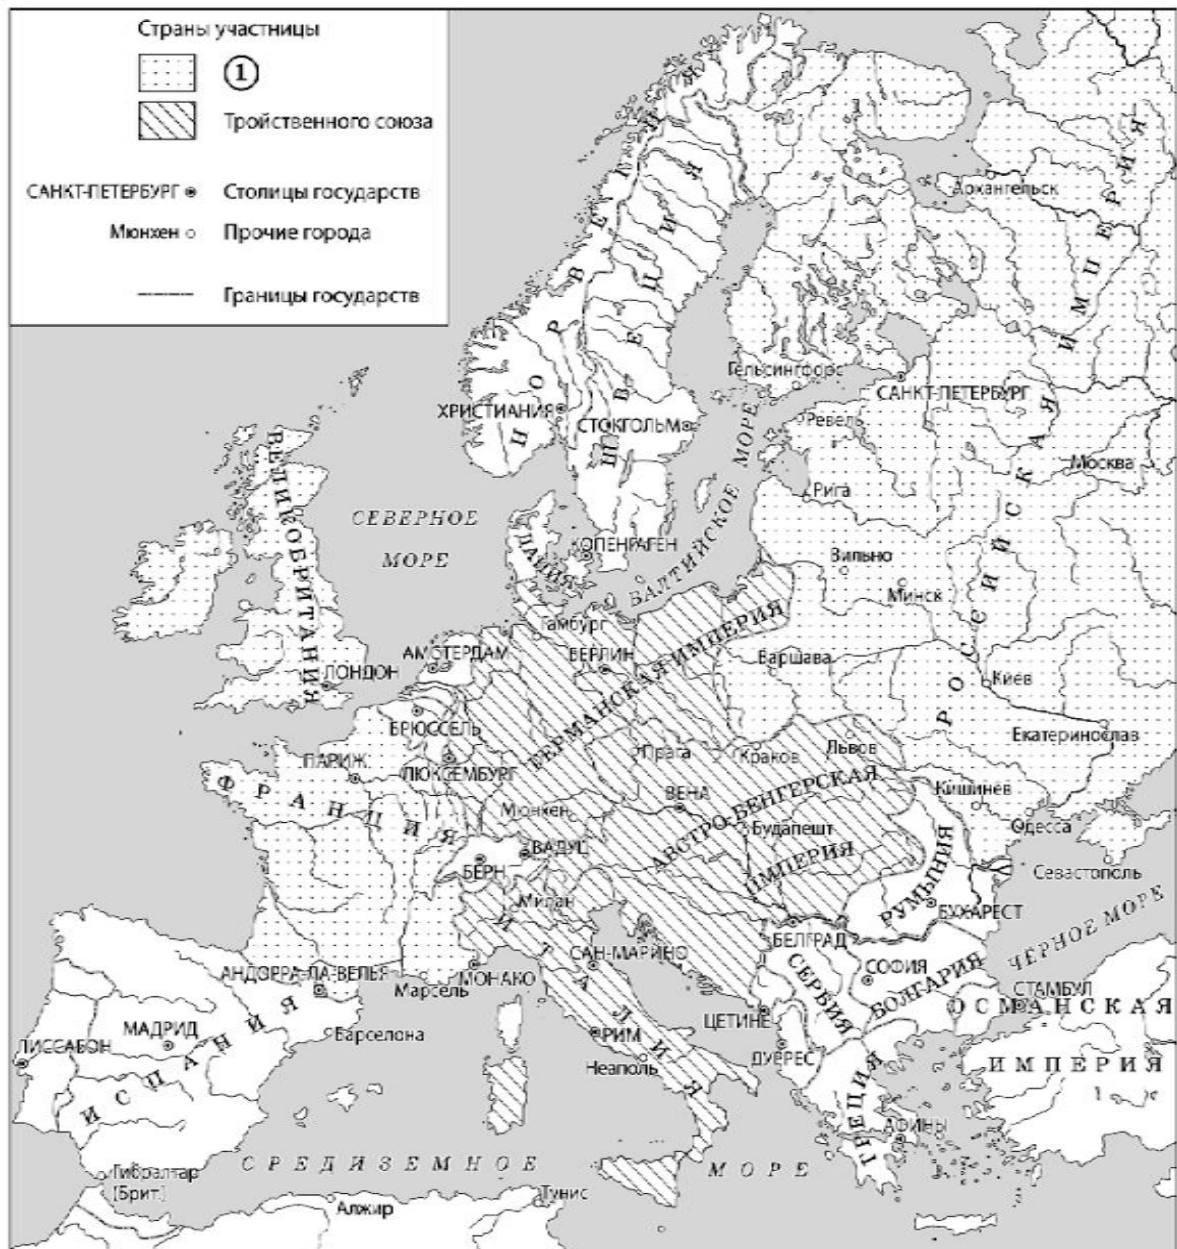 Страны участницы
①
Тройственного союза
САНКТ-ПЕТЕРБУРГ
Столицы государств
Мюнхен
Прочие города
Границы государств
НОРВЕГИЯ
ШВЕЦИЯ
РОССИЙСКАЯ ИМПЕРИЯ
Архангельск
Гельсингфорс
САНКТ-ПЕТЕРБУРГ
ХРИСТИАНИЯ
СТОКГОЛЬМ
Ревель
Москва
Рига
ВЕЛИКОБРИТАНИЯ
СЕВЕРНОЕ
МОРЕ
БАЛТИЙСКОЕ МОРЕ
ДАНИЯ
КОПЕНГАГЕН
Вильно
Минск
Гамбург
АМСТЕРДАМ
БЕРЛИН
ГЕРМАНСКАЯ ИМПЕРИЯ
Варшава
ЛОНДОН
Киев
БРЮССЕЛЬ
Екатеринослав
ПАРИЖ
ЛЮКСЕМБУРГ
Прага
Краков
Львов
ФРАНЦИЯ
Мюнхен
ВЕНА
АВСТРО-ВЕНГЕРСКАЯ
ИМПЕРИЯ
Будапешт
Кишинёв
Одесса
ВАДУЦ
БЕРН
РУМЫНИЯ
Севастополь
Милан
БУХАРЕСТ
БЕЛГРАД
САН-МАРИНО
ИТАЛИЯ
СЕРБИЯ
СОФИЯ
БОЛГАРИЯ
ЧЁРНОЕ МОРЕ
АНДОРРА-ЛА-ВЕЛЬЯ
МОНАКО
Марсель
СТАМБУЛ
ОСМАНСКАЯ
ИМПЕРИЯ
ЦЕТИНЕ
МАДРИД
ИСПАНИЯ
Барселона
ЛИССАБОН
РИМ
Неаполь
ДУРРЕС
ГРЕЦИЯ
АФИНЫ
Гибралтар
(Брит.)
СРЕДИЗЕМНОЕ
МОРЕ
Алжир
Тунис